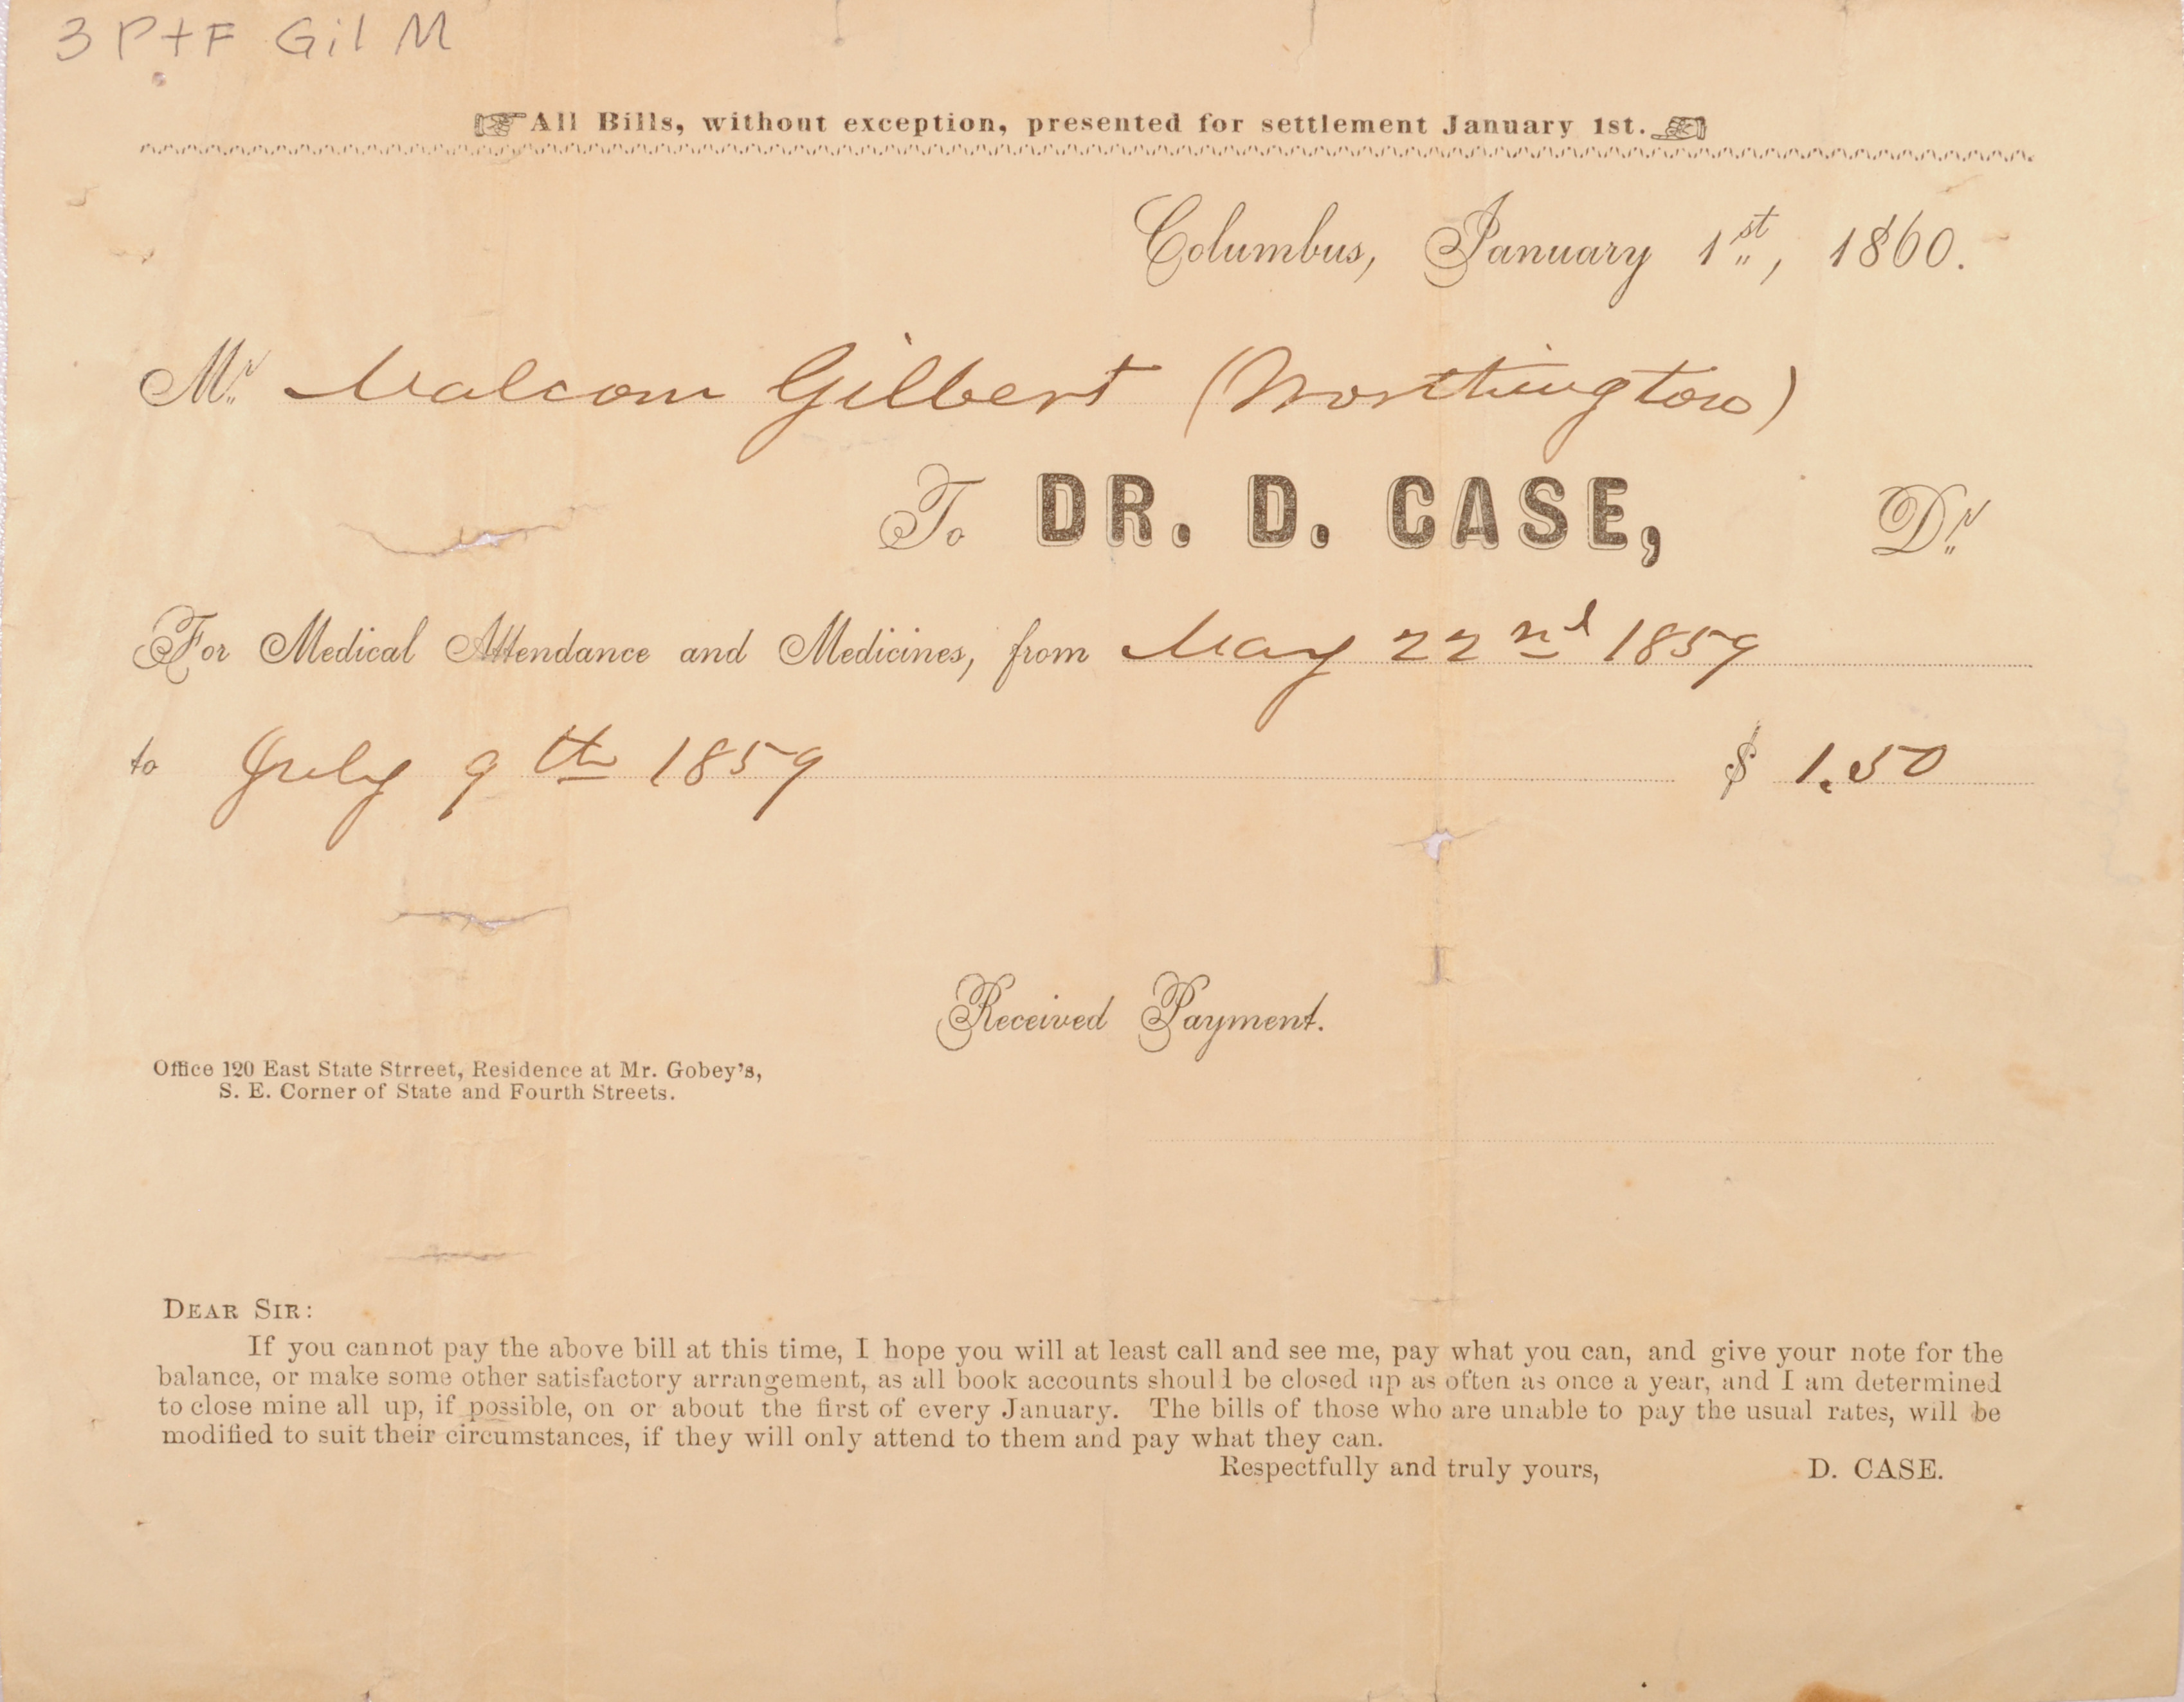 3 P+F Gil M
☞All Bills, without exception, presented for settlement January 1st.☜
Columbus, January 1st, 1860.
Mr. Malcom Gilbert (Worthington)
To DR. D. CASE, Dr.
For Medical Attendance and Medicines, from May 22nd 1859
to July 9th 1859 $ 1.50
Received Payment.
Office 120 East State Strreet, Residence at Mr. Gobey's,
S. E. Corner of State and Fourth Streets.
DEAR SIR:
If you cannot pay the above bill at this time, I hope you will at least call and see me, pay what you can, and give your note for the
balance, or make some other satisfactory arrangement, as all book accounts should be closed up as often as once a year, and I am determined
to close mine all up, if possible, on or about the first of every January. The bills of those who are unable to pay the usual rates, will be
modified to suit their circumstances, if they will only attend to them and pay what they can.
Respectfully and truly yours, D. CASE.